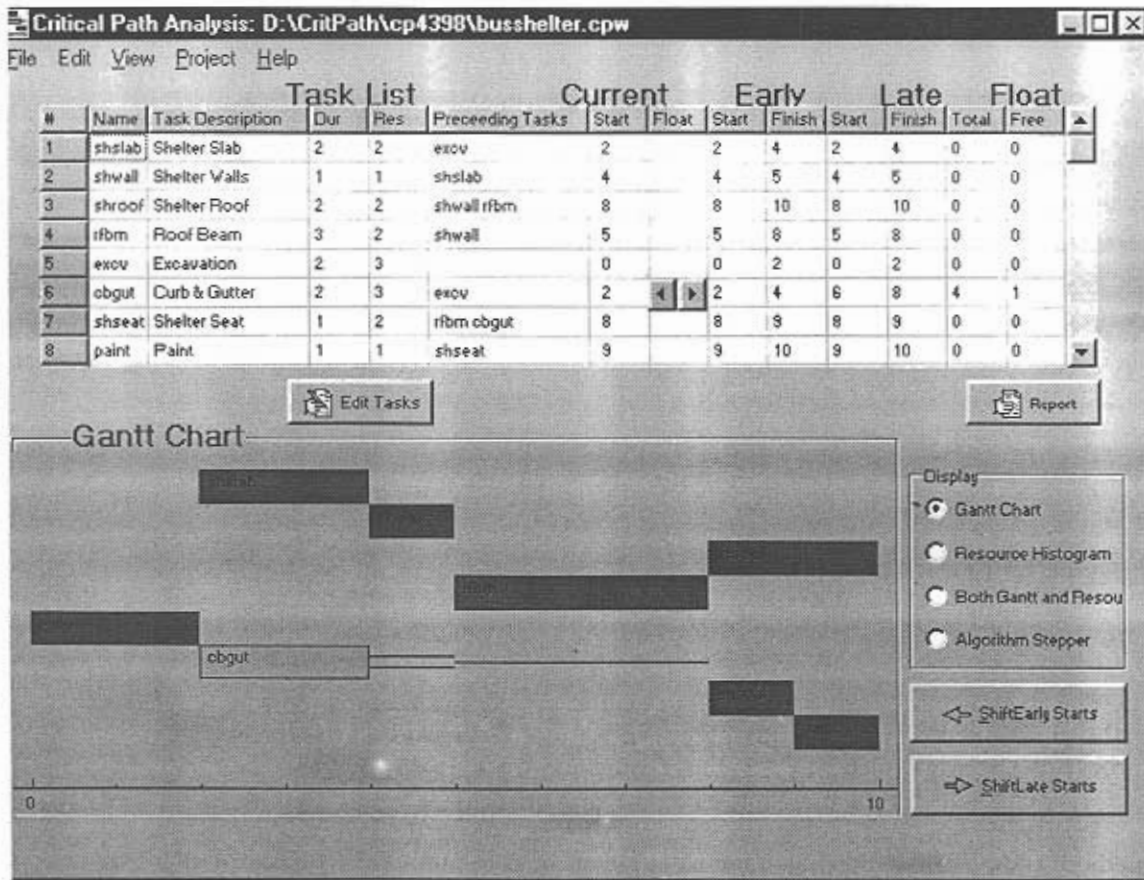 Critical Path Analysis: D:\CritPath\cp4398\busshelter.cpw
File Edit View Project Help
Task List Current Early Late Float
# Name Task Description Dur Res Preceeding Tasks Start Float Start Finish Start Finish Total Free
1 shslab Shelter Slab 2 2 excv 2 2 4 2 4 0 0
2 shwall Shelter Walls 1 1 shslab 4 4 5 4 5 0 0
3 shroof Shelter Roof 2 2 shwall rfbm 8 8 10 8 10 0 0
4 rfbm Roof Beam 3 2 shwall 5 5 8 5 8 0 0
5 excv Excavation 2 3 0 0 2 0 2 0 0
6 cbgut Curb & Gutter 2 3 excv 2 2 4 6 8 4 1
7 shseat Shelter Seat 1 2 rfbm cbgut 8 8 9 8 9 0 0
8 paint Paint 1 1 shseat 9 9 10 9 10 0 0
Edit Tasks Report
Gantt Chart
shslab
rfbm
cbgut
0 10
Display
Gantt Chart
Resource Histogram
Both Gantt and Resou
Algorithm Stepper
ShiftEarly Starts
ShiftLate Starts